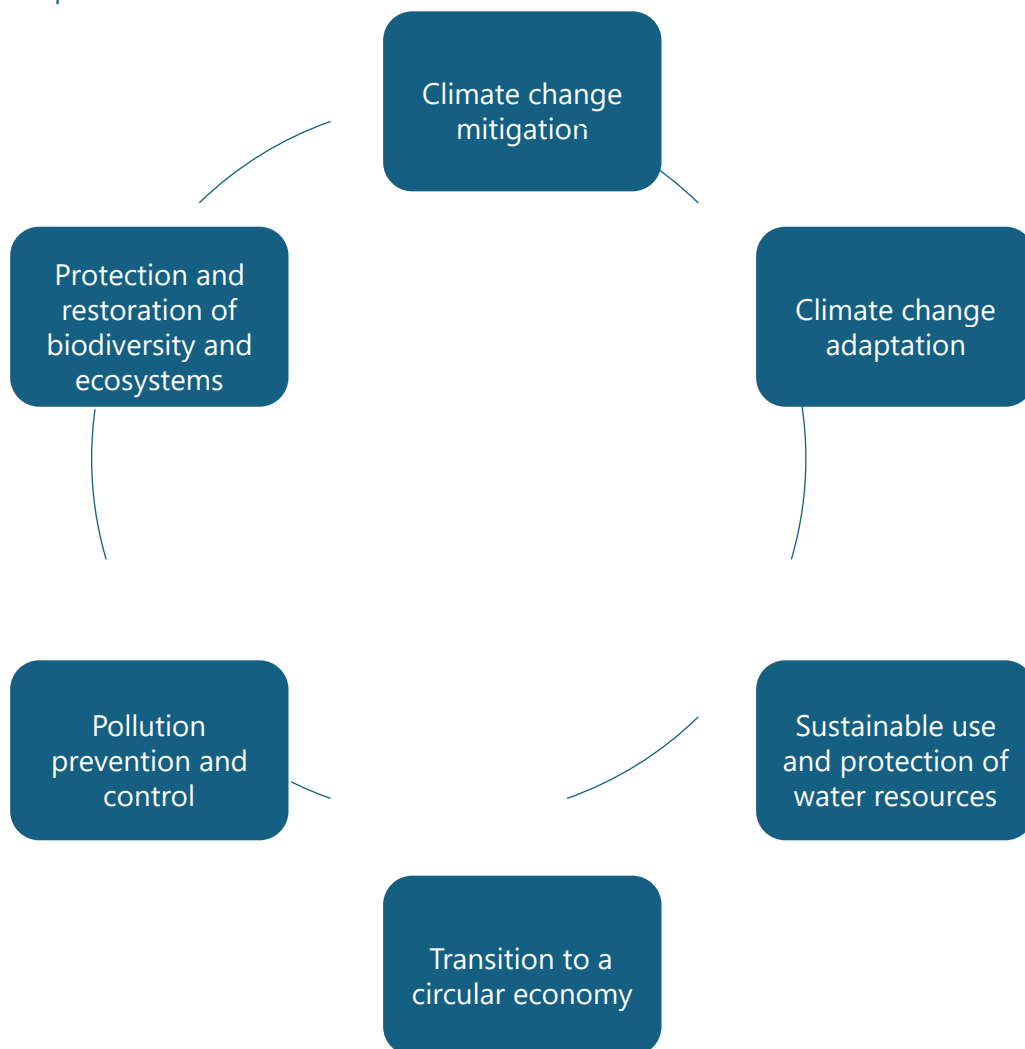 Climate change
mitigation
Climate change
adaptation
Sustainable use
and protection of
water resources
Transition to a
circular economy
Pollution
prevention and
control
Protection and
restoration of
biodiversity and
ecosystems